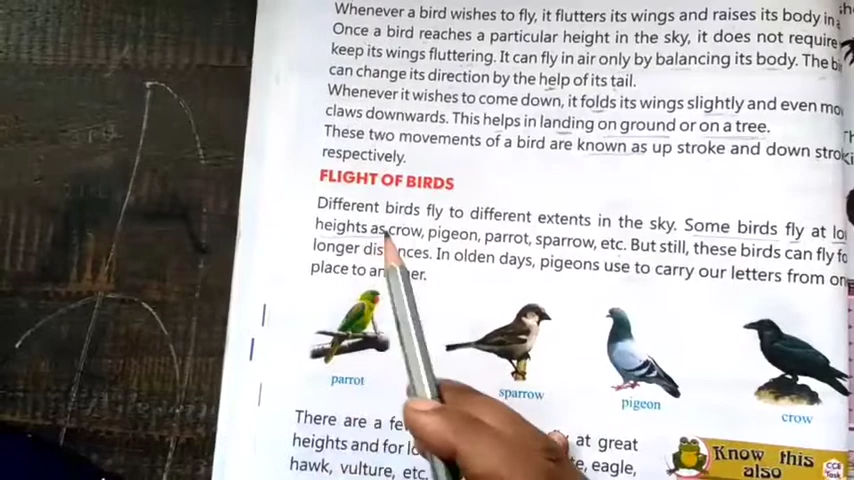 Whenever a bird wishes to fly, it flutters its wings and raises its body in
Once a bird reaches a particular height in the sky, it does not require
keep its wings fluttering. It can fly in air only by balancing its body. The
can change its direction by the help of its tail.
Whenever it wishes to come down, it folds its wings slightly and even
claws downwards. This helps in landing on ground or on a tree.
These two movements of a bird are known as up stroke and down
respectively.
FLIGHT OF BIRDS
Different birds fly to different extents in the sky. Some birds fly at
heights as crow, pigeon, parrot, sparrow, etc. But still, these birds can fly
longer In olden days, pigeons use to carry our letters from
place to
parrot
sparrow
pigeon
crow
There are a
at great
heights and for
eagle,
hawk, vulture, etc.
Know this
also
CCE
Task